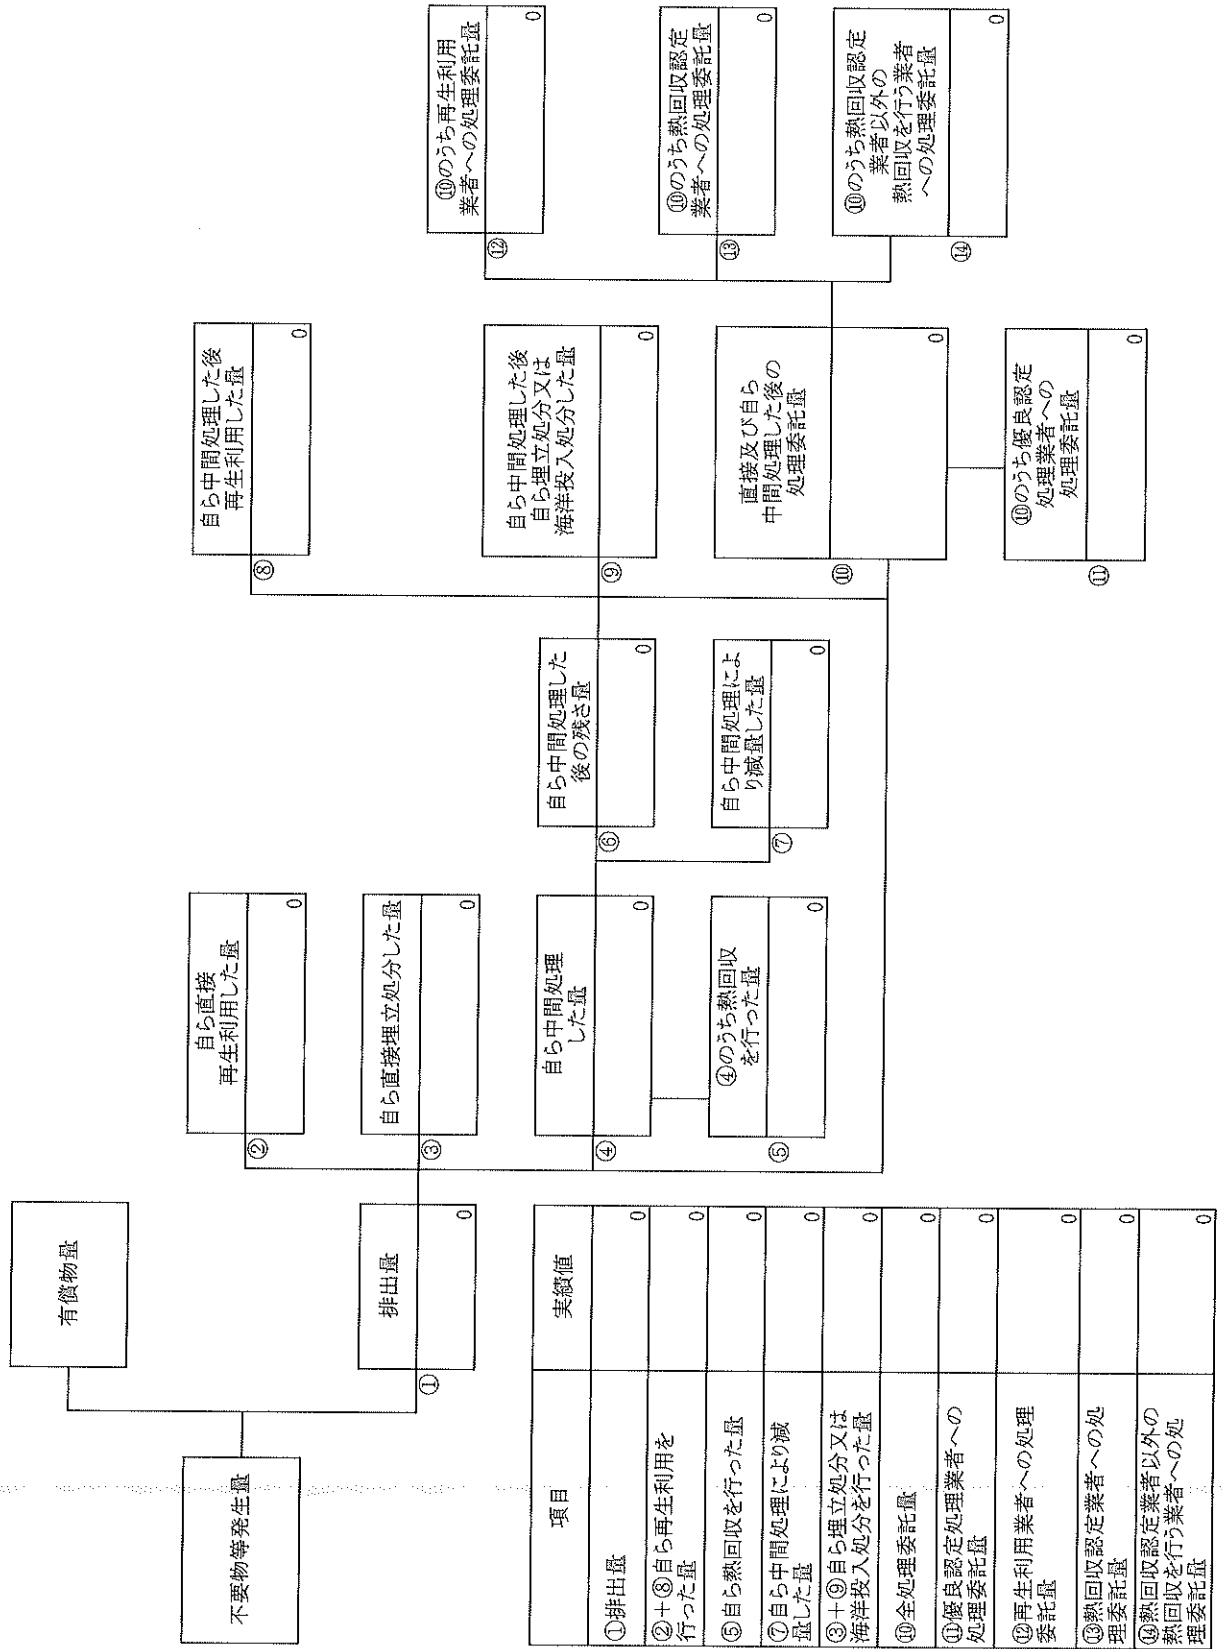 不要物等発生量
有償物量
排出量
①
0
自ら直接
再生利用した量
②
0
自ら直接埋立処分した量
③
0
自ら中間処理
した量
④
0
④のうち熱回収
を行った量
⑤
0
自ら中間処理した
後の残さ量
⑥
0
自ら中間処理によ
り減量した量
⑦
0
自ら中間処理した後
再生利用した量
⑧
0
自ら中間処理した後
自ら埋立処分又は
海洋投入処分した量
⑨
0
直接及び自ら
中間処理した後の
処理委託量
⑩
0
⑩のうち優良認定
処理業者への
処理委託量
⑪
0
⑩のうち再生利用
業者への処理委託量
⑫
0
⑩のうち熱回収認定
業者への処理委託量
⑬
0
⑩のうち熱回収認定
業者以外の
熱回収を行う業者
への処理委託量
⑭
0
項目 実績値
①排出量 0
②+⑧自ら再生利用を
行った量 0
⑤自ら熱回収を行った量 0
⑦自ら中間処理により減
量した量 0
③+⑨自ら埋立処分又は
海洋投入処分を行った量 0
⑩全処理委託量 0
⑪優良認定処理業者への
処理委託量 0
⑫再生利用業者への処理
委託量 0
⑬熱回収認定業者への処
理委託量 0
⑭熱回収認定業者以外の
熱回収を行う業者への処
理委託量 0